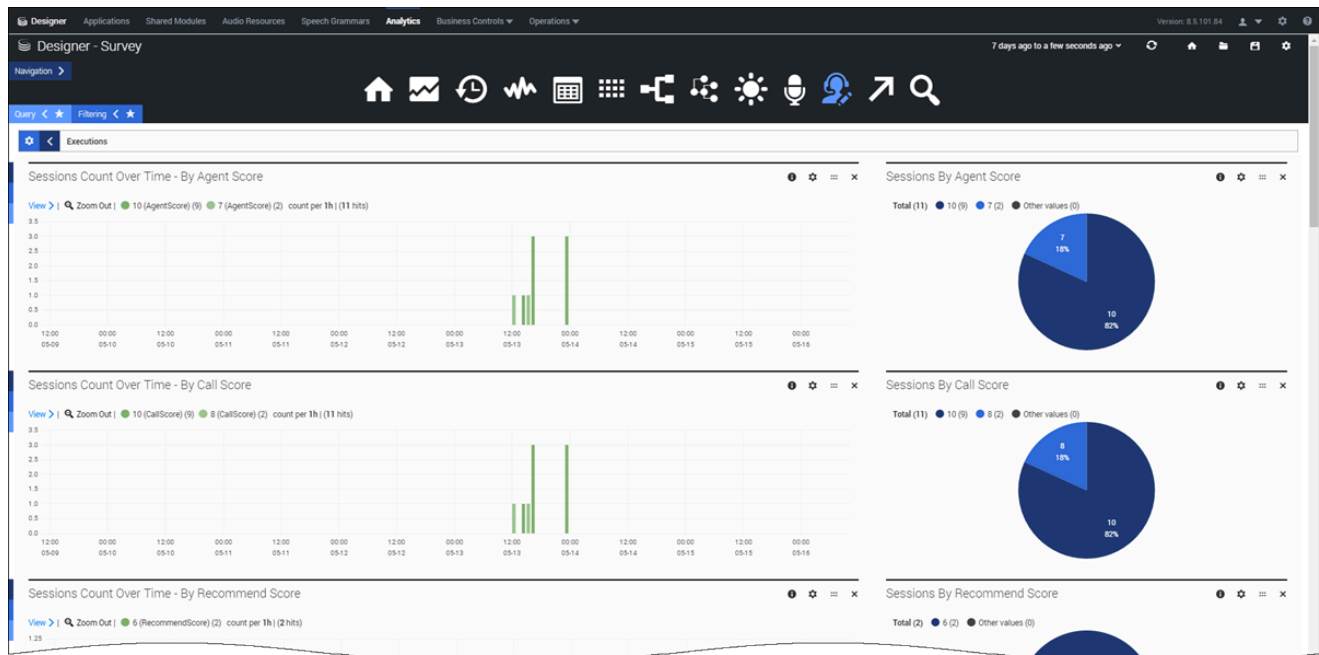 Designer Applications Shared Modules Audio Resources Speech Grammars Analytics Business Controls Operations Version: 8.5.101.84
Designer - Survey 7 days ago to a few seconds ago
Navigation
Query Filtering
Executions
Sessions Count Over Time - By Agent Score
View | Zoom Out | 10 (AgentScore) (9) 7 (AgentScore) (2) count per 1h | (11 hits)
3.5
3.0
2.5
2.0
1.5
1.0
0.5
0.0
12:00 00:00 12:00 00:00 12:00 00:00 12:00 00:00 12:00 00:00 12:00 00:00 12:00 00:00
05-09 05-10 05-10 05-11 05-11 05-12 05-12 05-13 05-13 05-14 05-14 05-15 05-15 05-16
Sessions By Agent Score
Total (11) 10 (9) 7 (2) Other values (0)
7
18%
10
82%
Sessions Count Over Time - By Call Score
View | Zoom Out | 10 (CallScore) (9) 8 (CallScore) (2) count per 1h | (11 hits)
3.5
3.0
2.5
2.0
1.5
1.0
0.5
0.0
12:00 00:00 12:00 00:00 12:00 00:00 12:00 00:00 12:00 00:00 12:00 00:00 12:00 00:00
05-09 05-10 05-10 05-11 05-11 05-12 05-12 05-13 05-13 05-14 05-14 05-15 05-15 05-16
Sessions By Call Score
Total (11) 10 (9) 8 (2) Other values (0)
8
18%
10
82%
Sessions Count Over Time - By Recommend Score
View | Zoom Out | 6 (RecommendScore) (2) count per 1h | (2 hits)
1.25
Sessions By Recommend Score
Total (2) 6 (2) Other values (0)